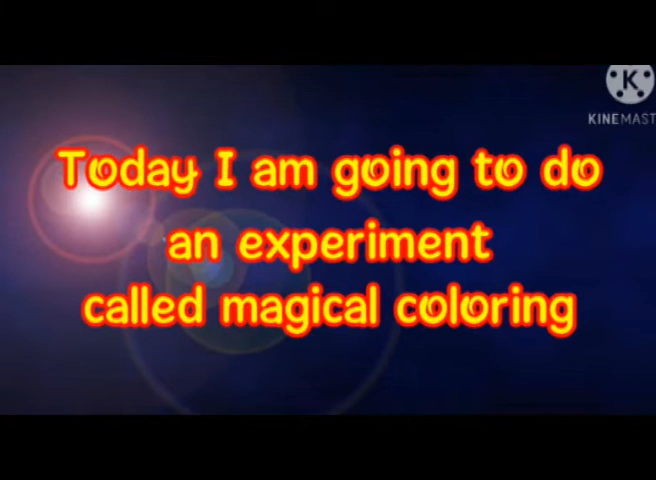 K
KINEMAST
Today I am going to do
an experiment
called magical coloring